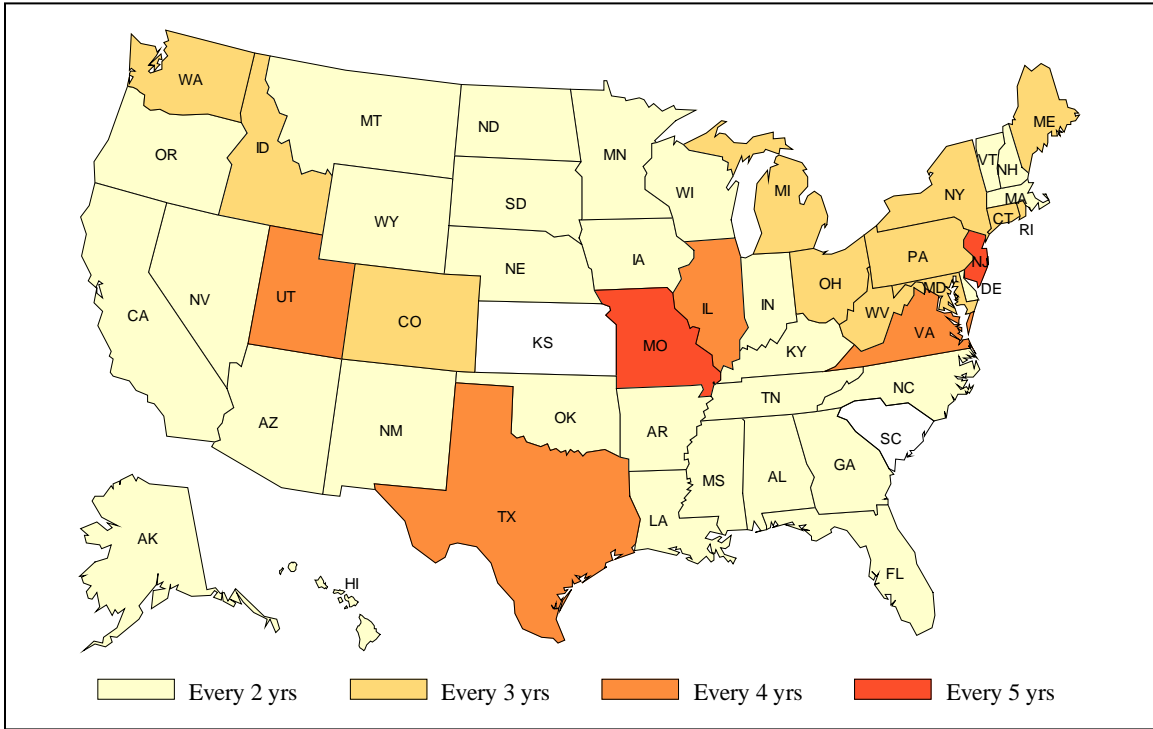 WA
MT
ND
MN
ME
OR
ID
WI
MI
VT
NH
NY
MA
CT
RI
SD
WY
IA
NE
PA
NJ
OH
IN
IL
MD
DE
WV
VA
UT
NV
CO
CA
KS
MO
KY
NC
TN
AZ
NM
OK
AR
SC
MS
AL
GA
LA
TX
AK
HI
FL
Every 2 yrs Every 3 yrs Every 4 yrs Every 5 yrs